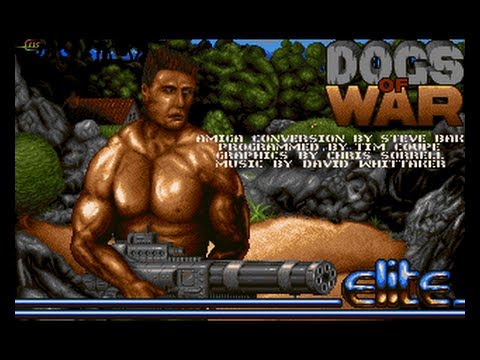 DOGS
OF
WAR
AMIGA CONVERSION BY STEVE BAK
PROGRAMMED BY TIM COUPE
GRAPHICS BY CHRIS SORRELL
MUSIC BY DAVID WHITTAKER
elite